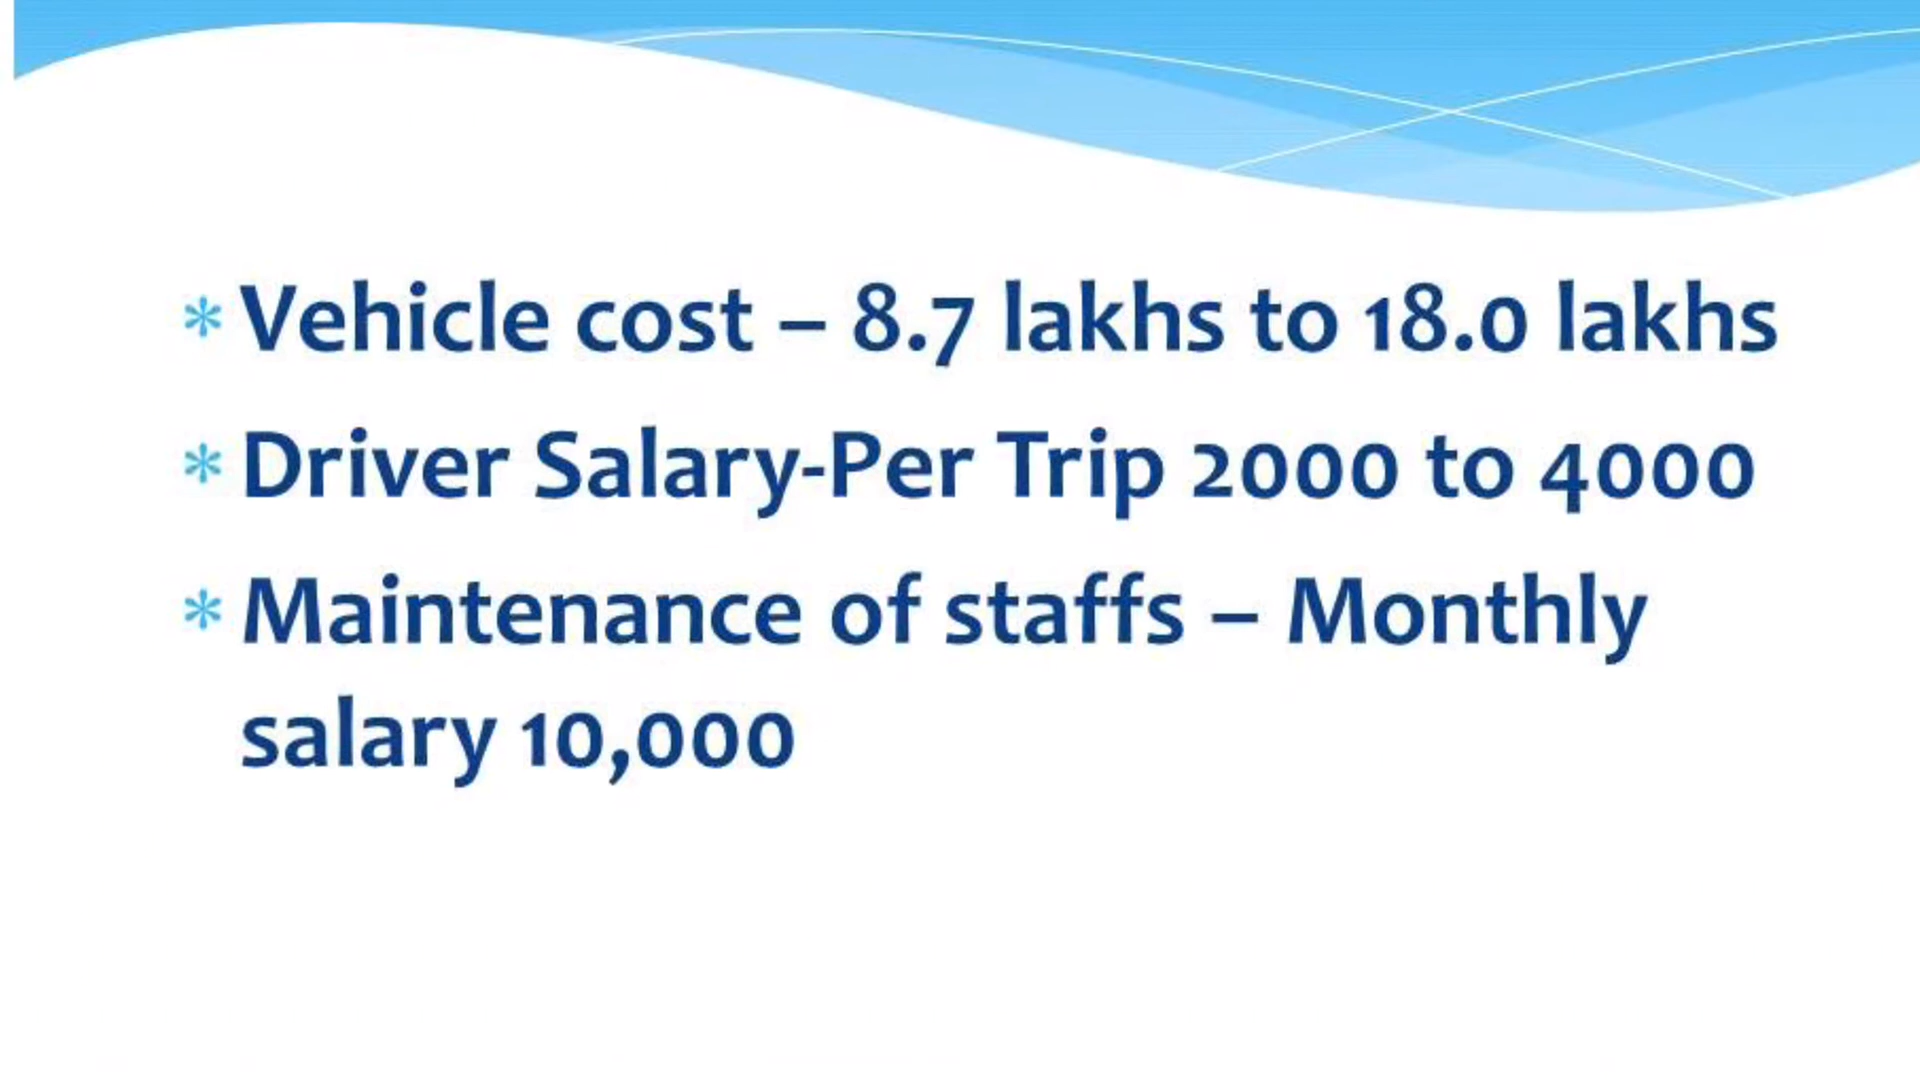 * Vehicle cost – 8.7 lakhs to 18.0 lakhs
* Driver Salary-Per Trip 2000 to 4000
* Maintenance of staffs – Monthly
salary 10,000